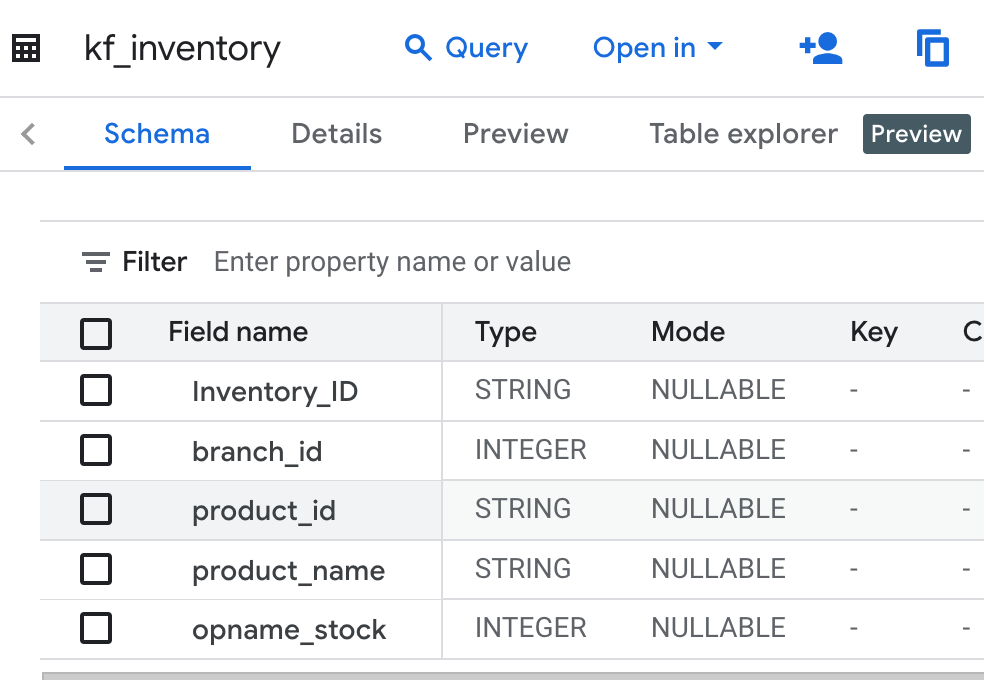 kf_inventory Query Open in
Schema Details Preview Table explorer Preview
Filter Enter property name or value
Field name Type Mode Key C
Inventory_ID STRING NULLABLE - -
branch_id INTEGER NULLABLE - -
product_id STRING NULLABLE - -
product_name STRING NULLABLE - -
opname_stock INTEGER NULLABLE - -